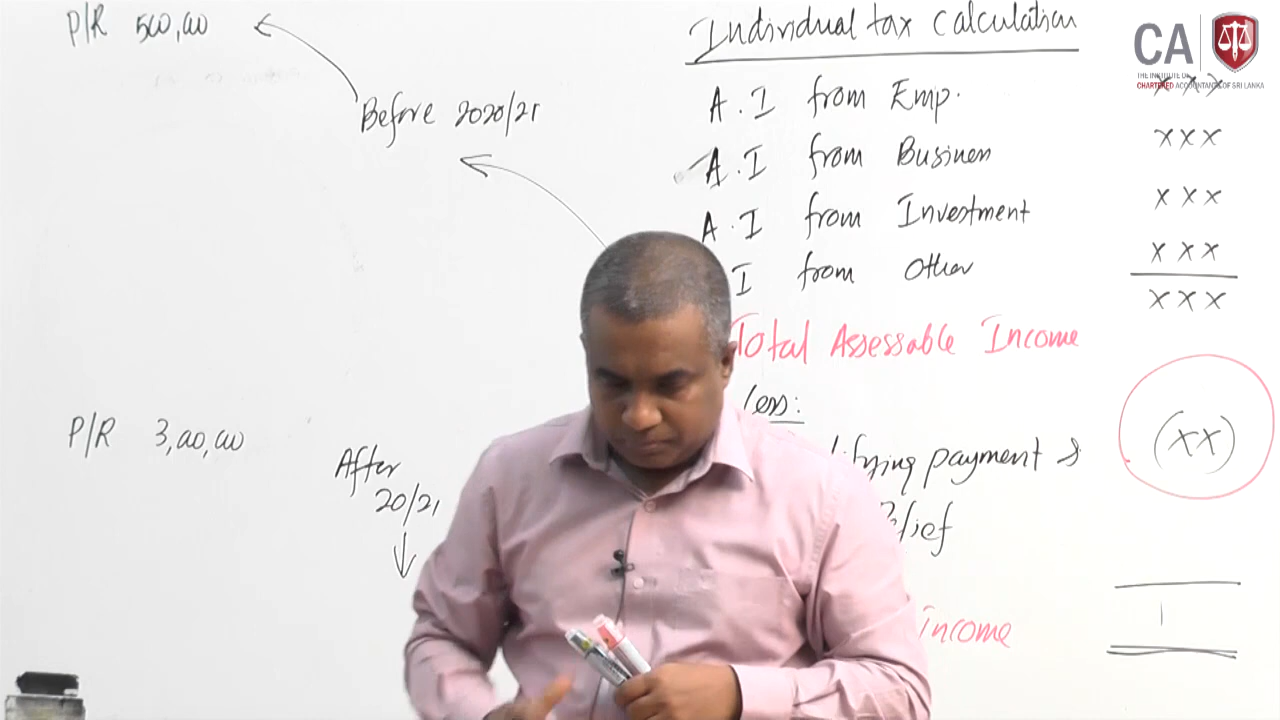 P/R 500,00
Before 2020/21
P/R 3,00,00
After
20/21
Individual tax calculation
A.I from Emp. xxx
A.I from Business xxx
A.I from Investment xxx
I from Other xxx
xxx
Total Assessable Income
less:
payment & (xx)
Income
CA
THE INSTITUTE OF
CHARTERED ACCOUNTANTS OF SRI LANKA